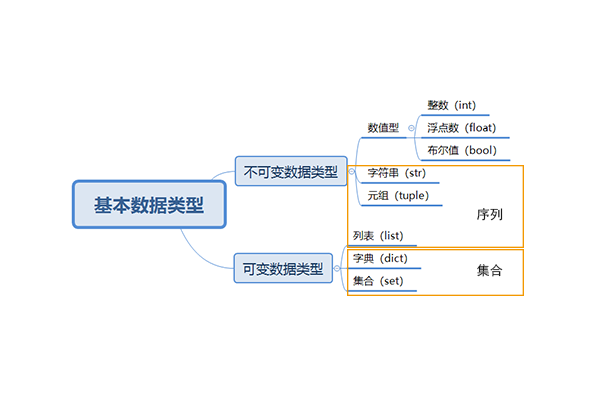 基本数据类型
不可变数据类型
数值型
整数（int）
浮点数（float）
布尔值（bool）
字符串（str）
元组（tuple）
序列
可变数据类型
列表（list）
字典（dict）
集合（set）
集合